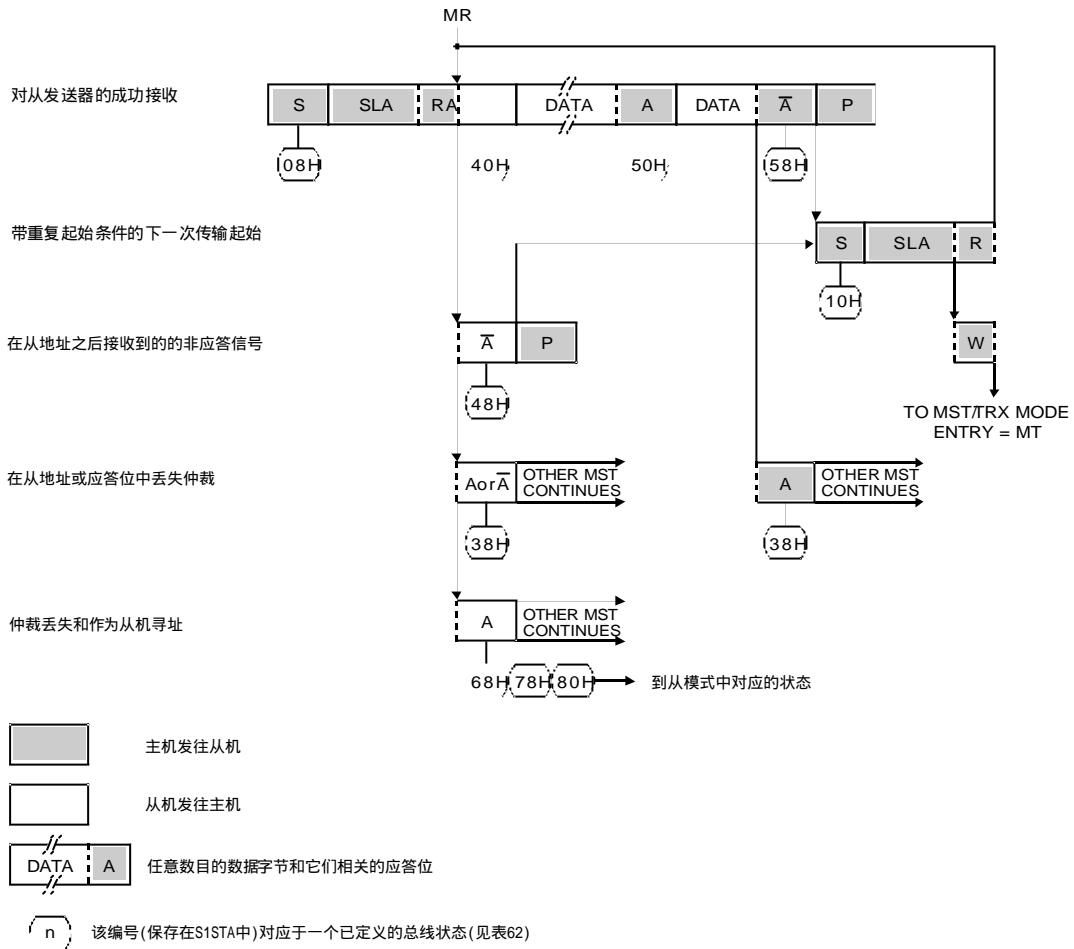 MR
对从发送器的成功接收
S SLA RA DATA A DATA A̅ P
08H 40H 50H 58H
带重复起始条件的下一次传输起始
S SLA R
10H
在从地址之后接收到的的非应答信号
A̅ P W
48H
TO MST/TRX MODE
ENTRY = MT
在从地址或应答位中丢失仲裁
AorA̅ OTHER MST CONTINUES A OTHER MST CONTINUES
38H 38H
仲裁丢失和作为从机寻址
A OTHER MST CONTINUES
68H 78H 80H 到从模式中对应的状态
主机发往从机
从机发往主机
DATA A 任意数目的数据字节和它们相关的应答位
n 该编号(保存在S1STA中)对应于一个已定义的总线状态(见表62)